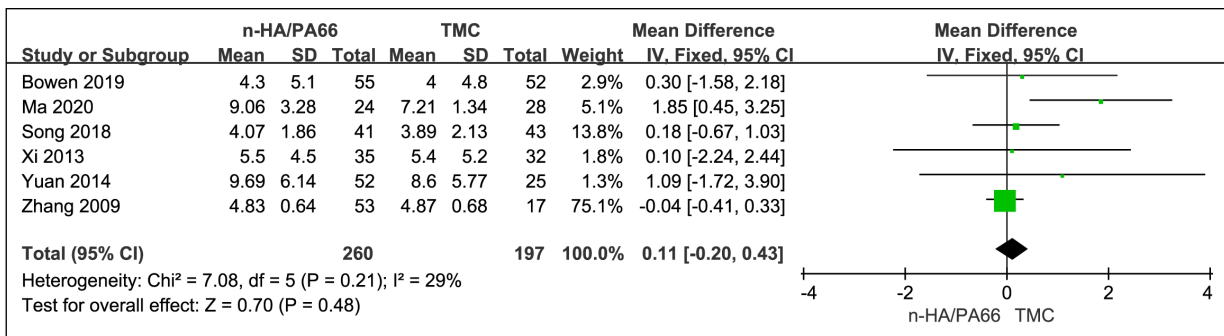 n-HA/PA66 TMC Mean Difference Mean Difference
Study or Subgroup Mean SD Total Mean SD Total Weight IV, Fixed, 95% CI IV, Fixed, 95% CI
Bowen 2019 4.3 5.1 55 4 4.8 52 2.9% 0.30 [-1.58, 2.18]
Ma 2020 9.06 3.28 24 7.21 1.34 28 5.1% 1.85 [0.45, 3.25]
Song 2018 4.07 1.86 41 3.89 2.13 43 13.8% 0.18 [-0.67, 1.03]
Xi 2013 5.5 4.5 35 5.4 5.2 32 1.8% 0.10 [-2.24, 2.44]
Yuan 2014 9.69 6.14 52 8.6 5.77 25 1.3% 1.09 [-1.72, 3.90]
Zhang 2009 4.83 0.64 53 4.87 0.68 17 75.1% -0.04 [-0.41, 0.33]
Total (95% CI) 260 197 100.0% 0.11 [-0.20, 0.43]
Heterogeneity: Chi² = 7.08, df = 5 (P = 0.21); I² = 29%
Test for overall effect: Z = 0.70 (P = 0.48)
-4 -2 0 2 4
n-HA/PA66 TMC